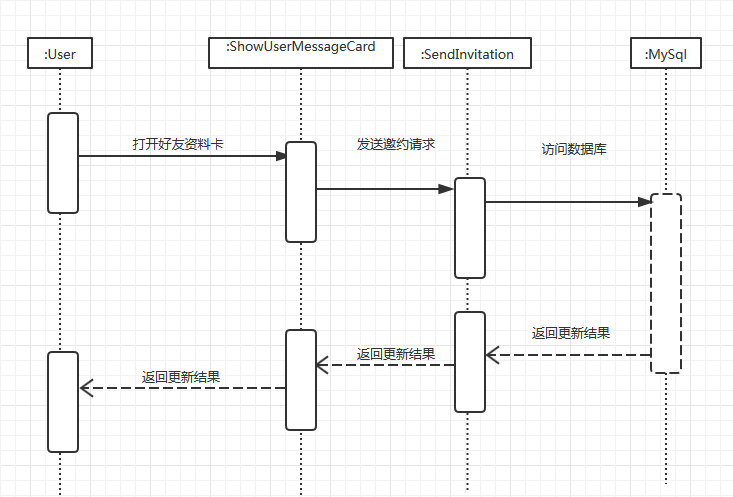 :User
:ShowUserMessageCard
:SendInvitation
:MySql
打开好友资料卡
发送邀约请求
访问数据库
返回更新结果
返回更新结果
返回更新结果